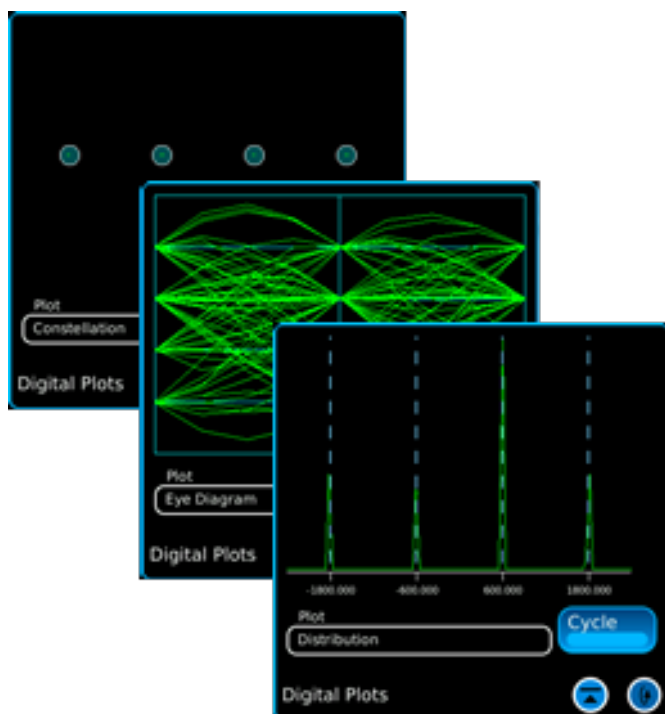 Plot
Constellation
Digital Plots
Plot
Eye Diagram
Digital Plots
-1800.000 -600.000 600.000 1800.000
Plot
Distribution
Cycle
Digital Plots